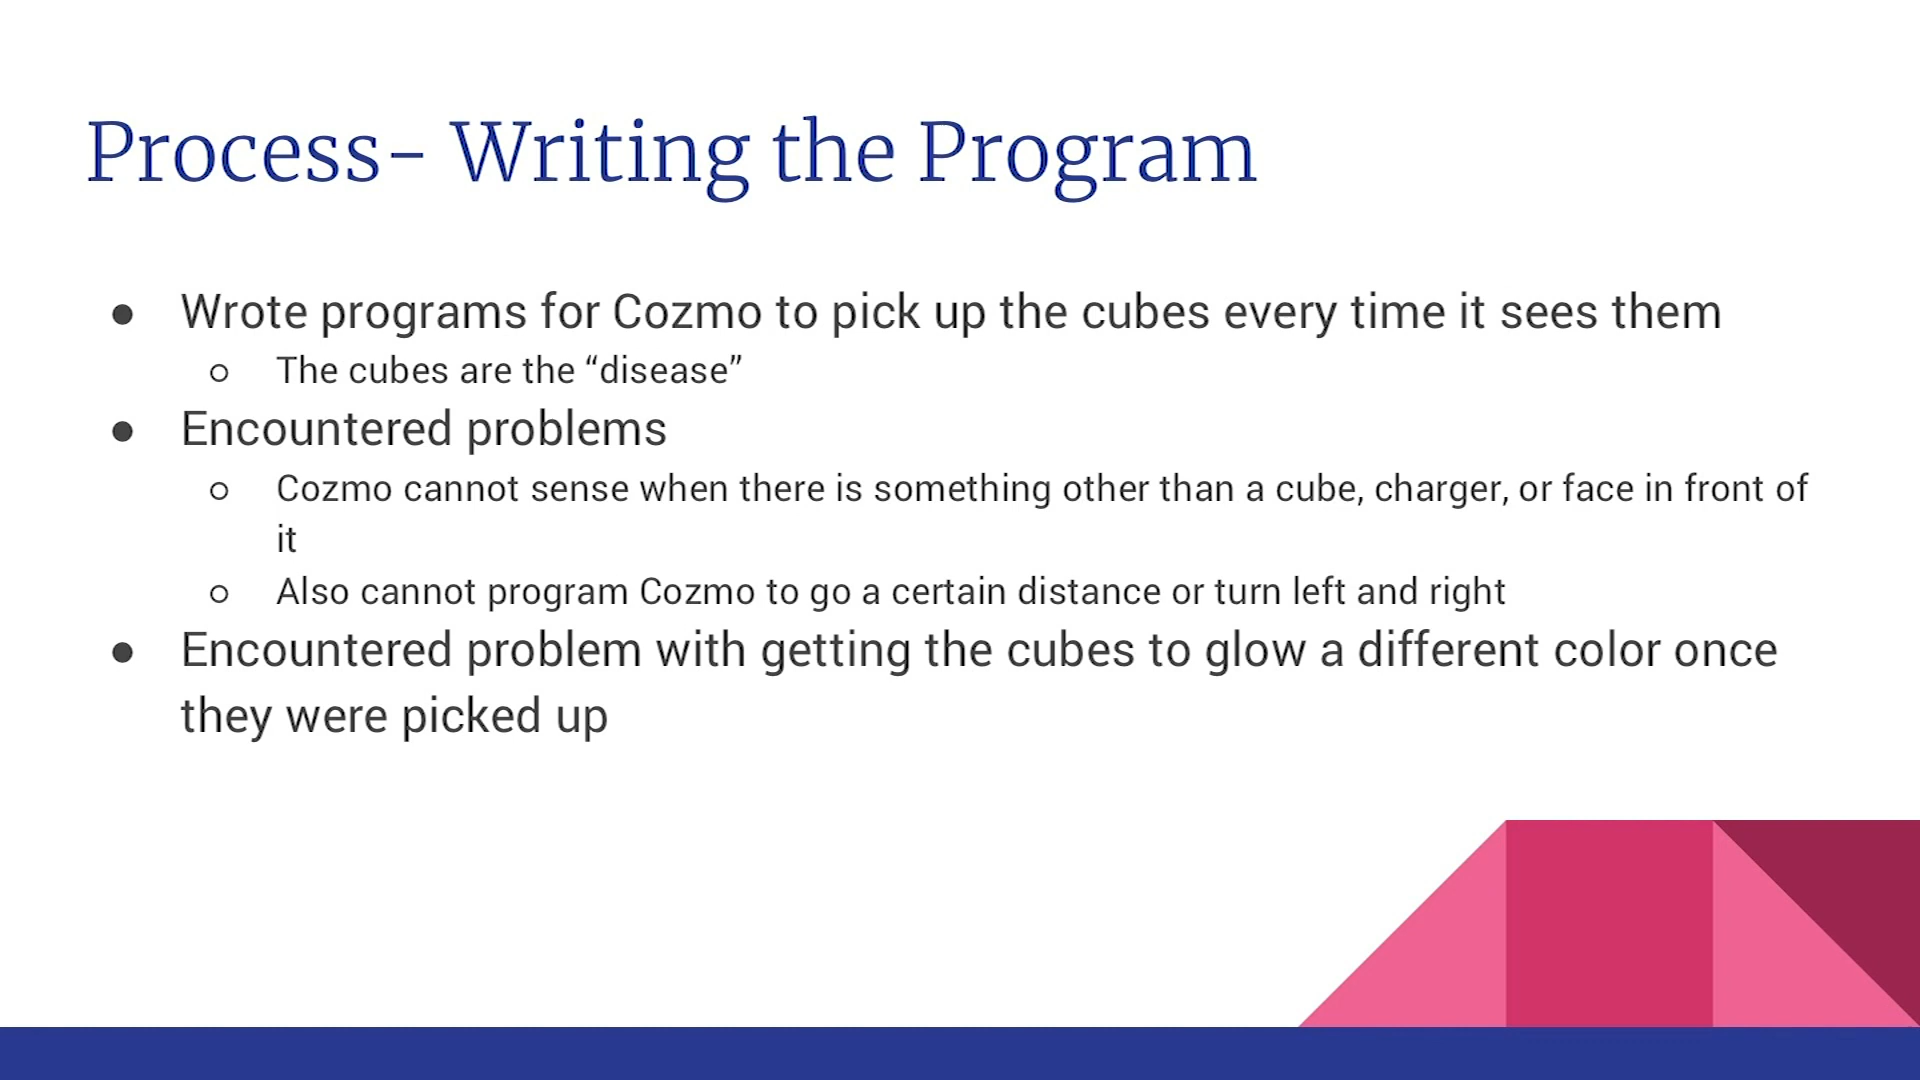 Process- Writing the Program
● Wrote programs for Cozmo to pick up the cubes every time it sees them
○ The cubes are the “disease”
● Encountered problems
○ Cozmo cannot sense when there is something other than a cube, charger, or face in front of
it
○ Also cannot program Cozmo to go a certain distance or turn left and right
● Encountered problem with getting the cubes to glow a different color once
they were picked up